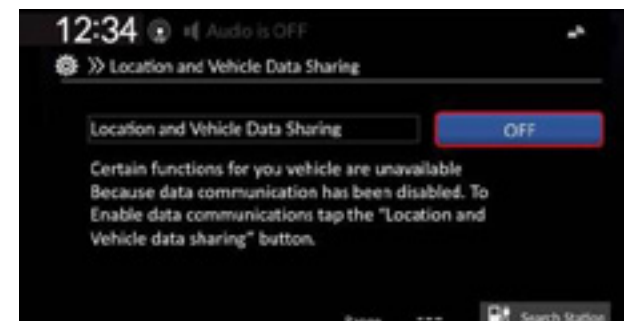 12:34 Audio is OFF
» Location and Vehicle Data Sharing
Location and Vehicle Data Sharing OFF
Certain functions for you vehicle are unavailable
Because data communication has been disabled. To
Enable data communications tap the "Location and
Vehicle data sharing" button.
Range --- Search Station